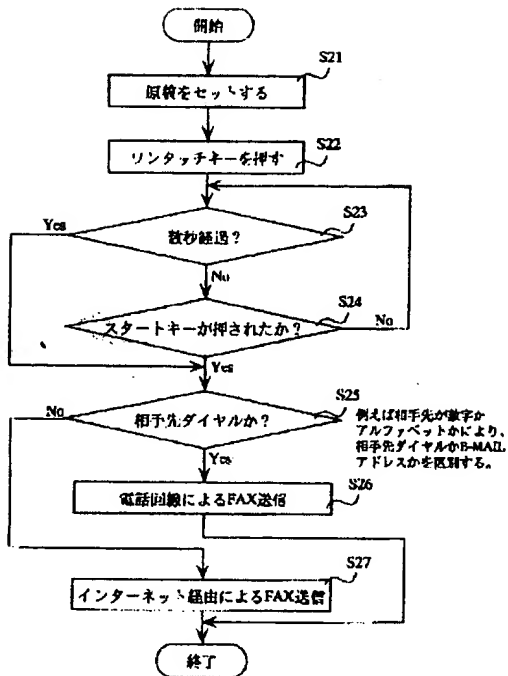 開始
S21
原稿をセットする
S22
ワンタッチキーを押す
S23
Yes
数秒経過?
No
S24
スタートキーが押されたか?
No
Yes
S25
No
相手先ダイヤルか?
例えば相手先が数字か
アルファベットかにより、
相手先ダイヤルかE-MAIL
アドレスかを区別する。
Yes
S26
電話回線によるFAX送信
S27
インターネット経由によるFAX送信
終了